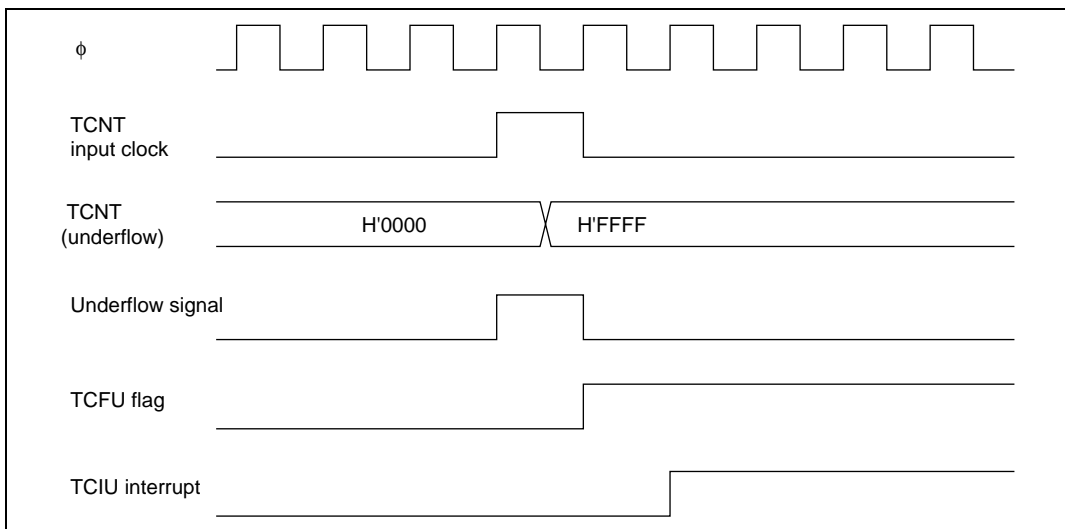 φ
TCNT
input clock
TCNT
(underflow)
H'0000
H'FFFF
Underflow signal
TCFU flag
TCIU interrupt